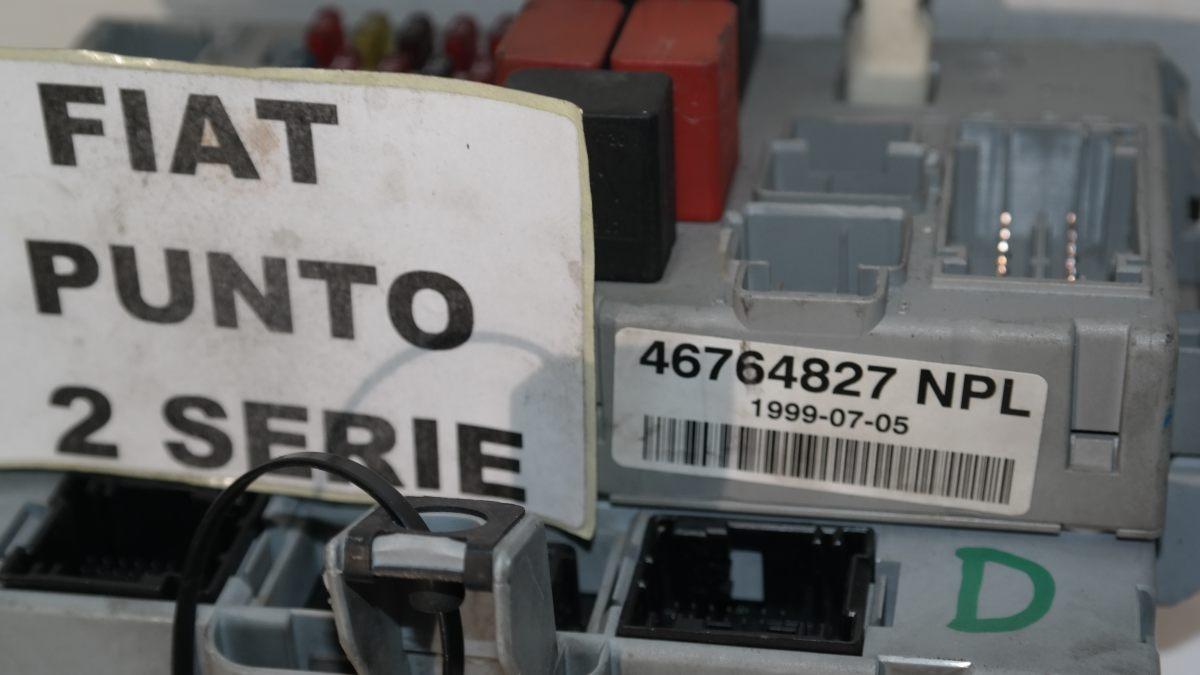 FIAT
PUNTO
2 SERIE
46764827 NPL
1999-07-05
D